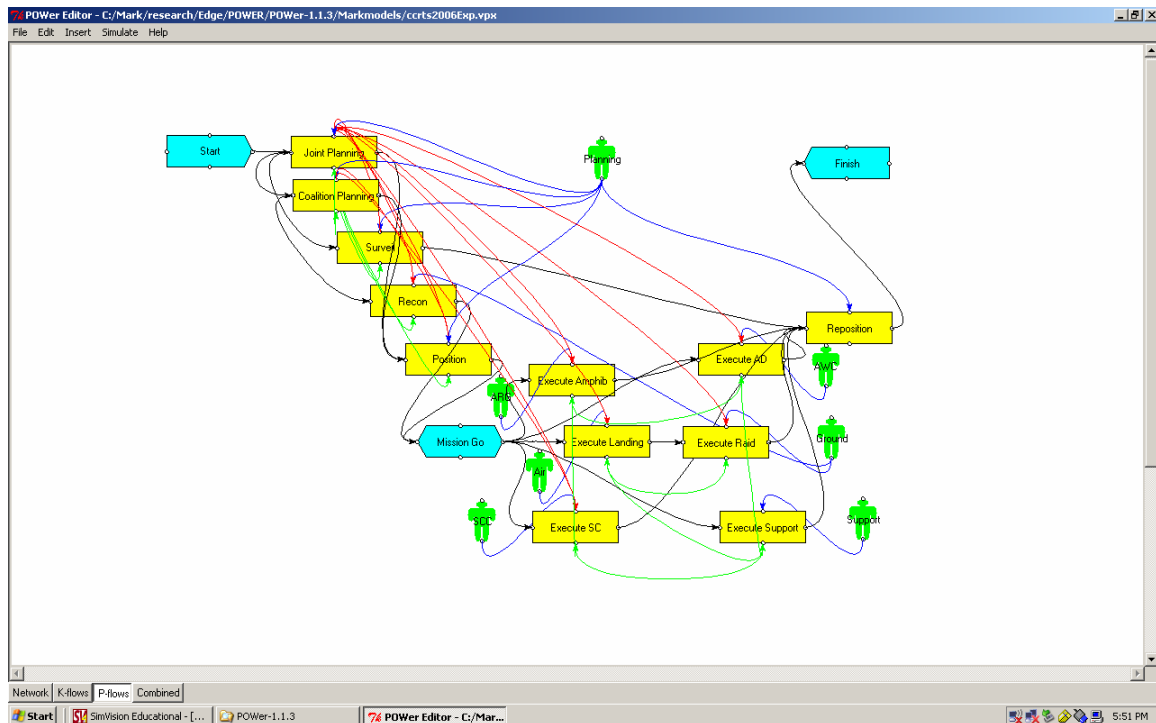 POWer Editor - C:/Mark/research/Edge/POWER/POWer-1.1.3/Markmodels/ccrts2006Exp.vpx
File Edit Insert Simulate Help
Start
Joint Planning
Planning
Finish
Coalition Planning
Survei
Recon
Reposition
Position
Execute Amphib
Execute AD
AWC
ARG
Mission Go
Execute Landing
Execute Raid
Ground
Air
SCC
Execute SC
Execute Support
Support
Network K-flows P-flows Combined
Start SimVision Educational - [... POWer-1.1.3 POWer Editor - C:/Mar... 5:51 PM